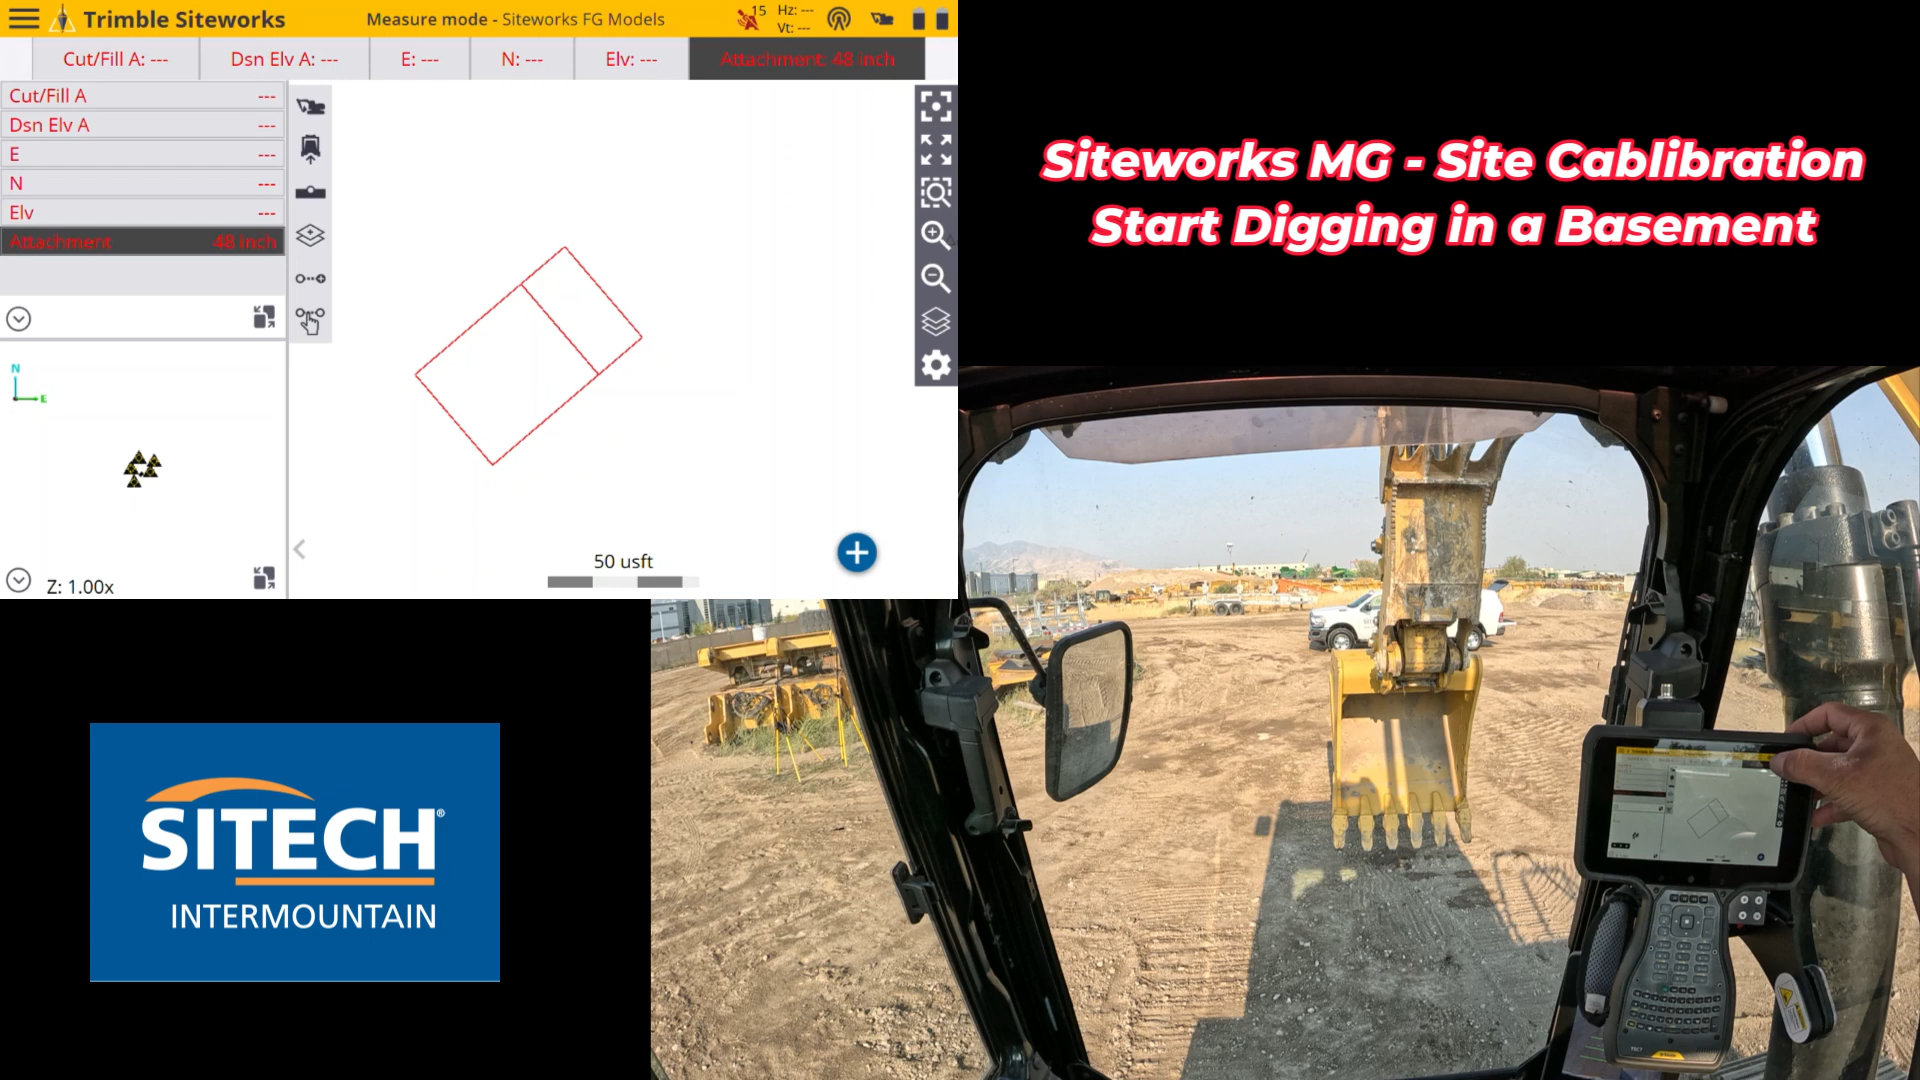 Trimble Siteworks
Measure mode - Siteworks FG Models
15
Hz: ---
Vt: ---
Cut/Fill A: ---
Dsn Elv A: ---
E: ---
N: ---
Elv: ---
Attachment: 48 inch
Cut/Fill A ---
Dsn Elv A ---
E ---
N ---
Elv ---
Attachment 48 inch
N
E
Z: 1.00x
50 usft
Siteworks MG - Site Cablibration
Start Digging in a Basement
SITECH®
INTERMOUNTAIN